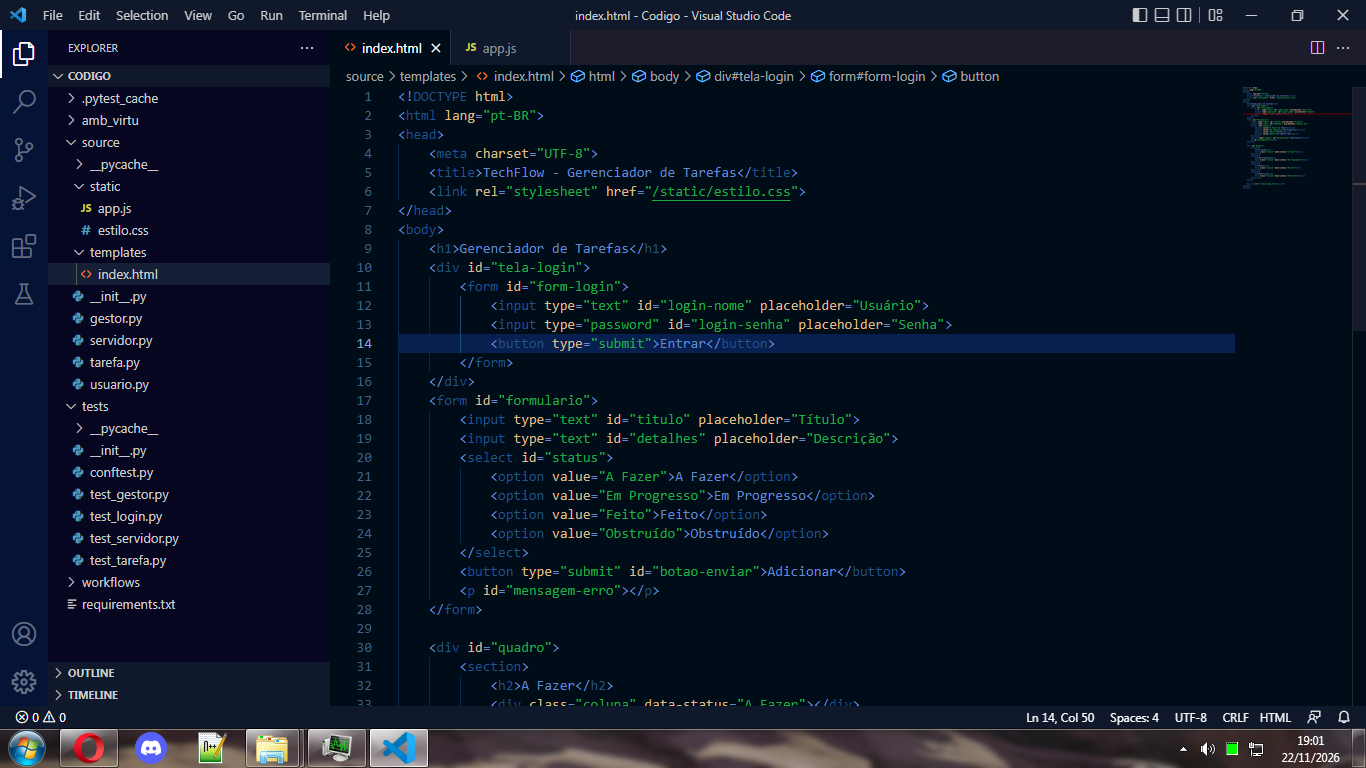 File Edit Selection View Go Run Terminal Help
index.html - Codigo - Visual Studio Code
EXPLORER
CODIGO
.pytest_cache
amb_virtu
source
__pycache__
static
JS app.js
# estilo.css
templates
<> index.html
__init__.py
gestor.py
servidor.py
tarefa.py
usuario.py
tests
__pycache__
__init__.py
conftest.py
test_gestor.py
test_login.py
test_servidor.py
test_tarefa.py
workflows
requirements.txt
OUTLINE
TIMELINE
<> index.html
JS app.js
source > templates > <> index.html > html > body > div#tela-login > form#form-login > button
1 <!DOCTYPE html>
2 <html lang="pt-BR">
3 <head>
4 <meta charset="UTF-8">
5 <title>TechFlow - Gerenciador de Tarefas</title>
6 <link rel="stylesheet" href="/static/estilo.css">
7 </head>
8 <body>
9 <h1>Gerenciador de Tarefas</h1>
10 <div id="tela-login">
11 <form id="form-login">
12 <input type="text" id="login-nome" placeholder="Usuário">
13 <input type="password" id="login-senha" placeholder="Senha">
14 <button type="submit">Entrar</button>
15 </form>
16 </div>
17 <form id="formulario">
18 <input type="text" id="titulo" placeholder="Título">
19 <input type="text" id="detalhes" placeholder="Descrição">
20 <select id="status">
21 <option value="A Fazer">A Fazer</option>
22 <option value="Em Progresso">Em Progresso</option>
23 <option value="Feito">Feito</option>
24 <option value="Obstruído">Obstruído</option>
25 </select>
26 <button type="submit" id="botao-enviar">Adicionar</button>
27 <p id="mensagem-erro"></p>
28 </form>
29
30 <div id="quadro">
31 <section>
32 <h2>A Fazer</h2>
33 <div class="coluna" data-status="A Fazer"></div>
0 0
Ln 14, Col 50 Spaces: 4 UTF-8 CRLF HTML
19:01
22/11/2026